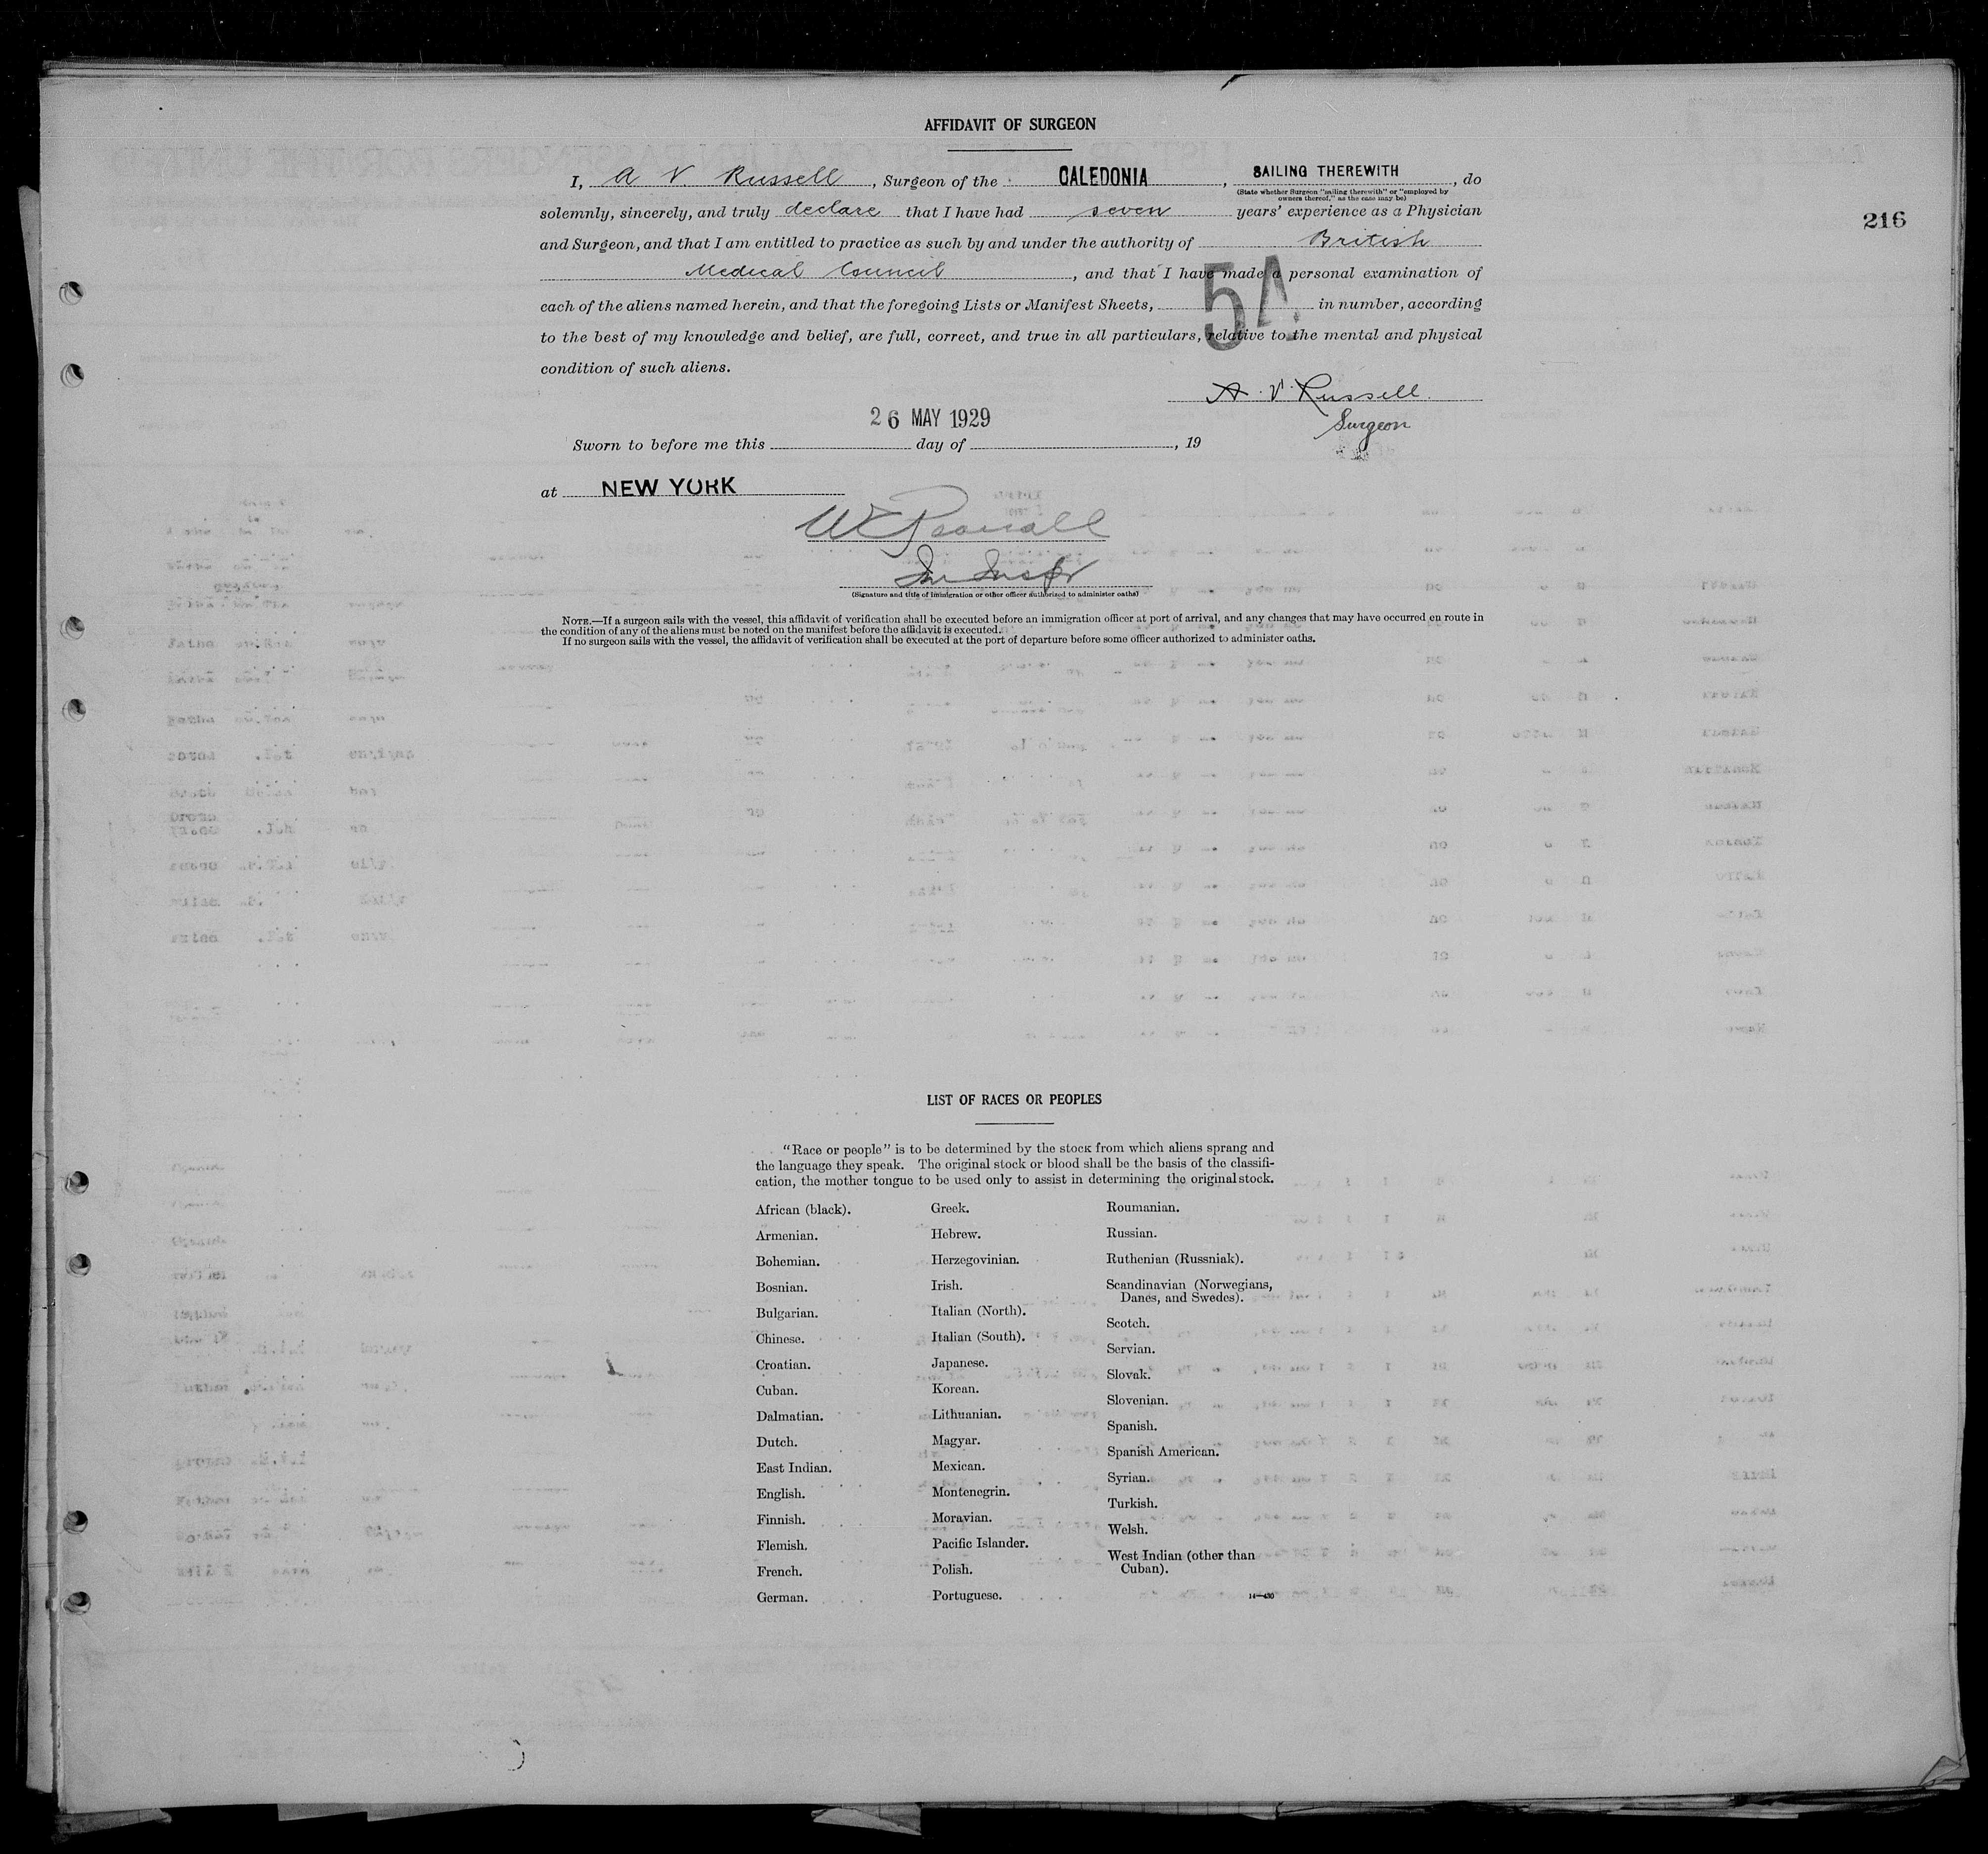 AFFIDAVIT OF SURGEON
216
I, A V. Russell, Surgeon of the CALEDONIA, SAILING THEREWITH, do
(State whether Surgeon "sailing therewith" or "employed by
owners thereof," as the case may be)
solemnly, sincerely, and truly declare that I have had seven years' experience as a Physician
and Surgeon, and that I am entitled to practice as such by and under the authority of British
Medical Council, and that I have made a personal examination of
each of the aliens named herein, and that the foregoing Lists or Manifest Sheets, 54 in number, according
to the best of my knowledge and belief, are full, correct, and true in all particulars, relative to the mental and physical
condition of such aliens.
A. V. Russell.
Surgeon
26 MAY 1929
Sworn to before me this day of , 19
at NEW YORK
(Signature and title of immigration or other officer authorized to administer oaths)
NOTE.—If a surgeon sails with the vessel, this affidavit of verification shall be executed before an immigration officer at port of arrival, and any changes that may have occurred en route in
the condition of any of the aliens must be noted on the manifest before the affidavit is executed.
If no surgeon sails with the vessel, the affidavit of verification shall be executed at the port of departure before some officer authorized to administer oaths.
LIST OF RACES OR PEOPLES
"Race or people" is to be determined by the stock from which aliens sprang and
the language they speak. The original stock or blood shall be the basis of the classifi-
cation, the mother tongue to be used only to assist in determining the original stock.
African (black).
Armenian.
Bohemian.
Bosnian.
Bulgarian.
Chinese.
Croatian.
Cuban.
Dalmatian.
Dutch.
East Indian.
English.
Finnish.
Flemish.
French.
German.
Greek.
Hebrew.
Herzegovinian.
Irish.
Italian (North).
Italian (South).
Japanese.
Korean.
Lithuanian.
Magyar.
Mexican.
Montenegrin.
Moravian.
Pacific Islander.
Polish.
Portuguese.
Roumanian.
Russian.
Ruthenian (Russniak).
Scandinavian (Norwegians,
Danes, and Swedes).
Scotch.
Servian.
Slovak.
Slovenian.
Spanish.
Spanish American.
Syrian.
Turkish.
Welsh.
West Indian (other than
Cuban).
14—430